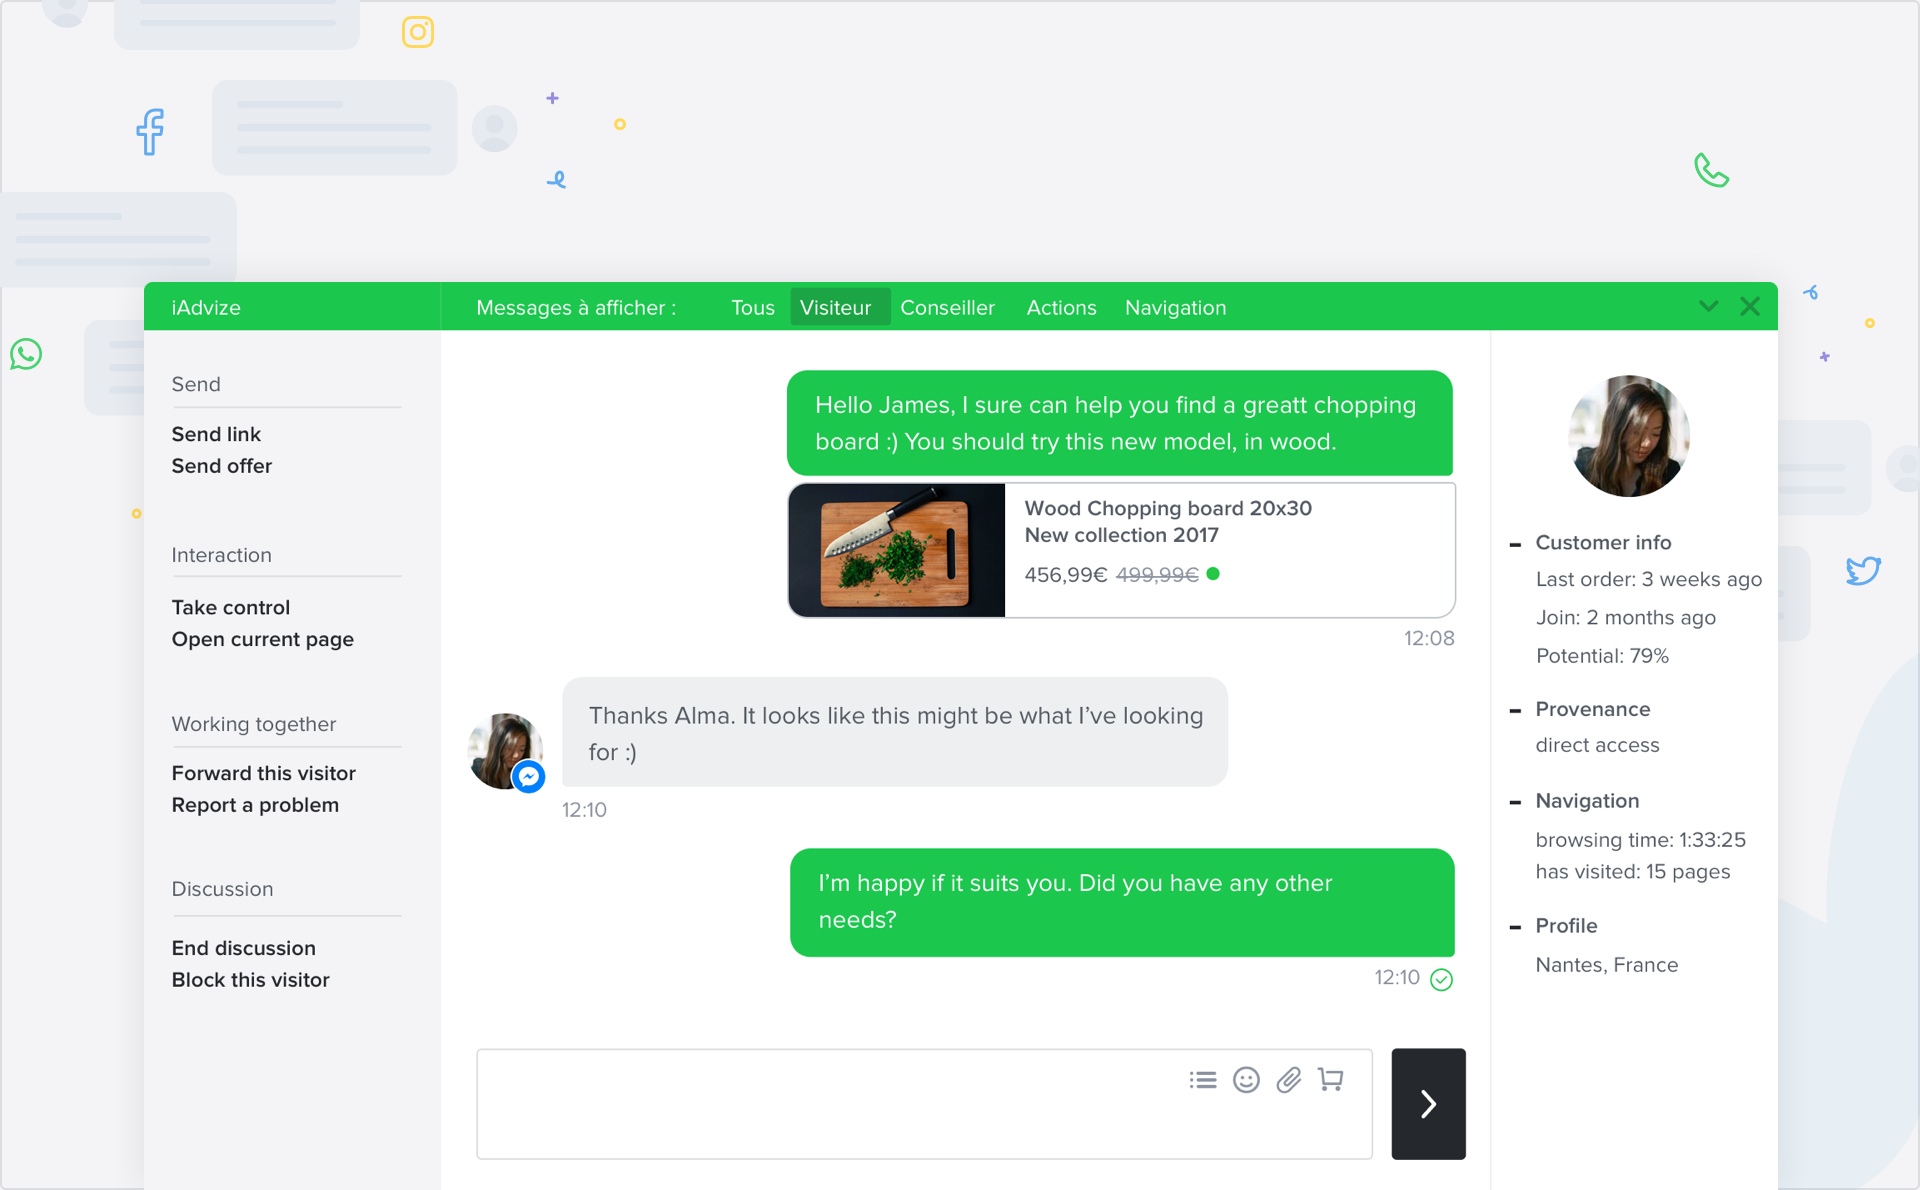 iAdvize
Messages à afficher :
Tous
Visiteur
Conseiller
Actions
Navigation
Send
Send link
Send offer
Interaction
Take control
Open current page
Working together
Forward this visitor
Report a problem
Discussion
End discussion
Block this visitor
Hello James, I sure can help you find a greatt chopping
board :) You should try this new model, in wood.
Wood Chopping board 20x30
New collection 2017
456,99€ 499,99€
12:08
Thanks Alma. It looks like this might be what I’ve looking
for :)
12:10
I’m happy if it suits you. Did you have any other
needs?
12:10
Customer info
Last order: 3 weeks ago
Join: 2 months ago
Potential: 79%
Provenance
direct access
Navigation
browsing time: 1:33:25
has visited: 15 pages
Profile
Nantes, France